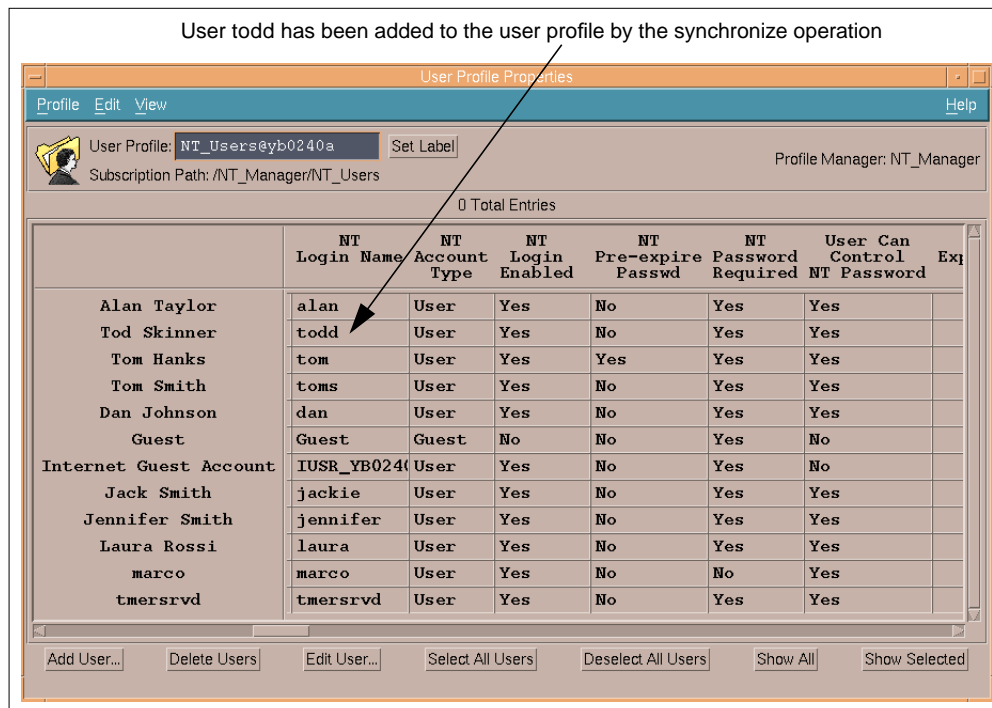 User todd has been added to the user profile by the synchronize operation
User Profile Properties
Profile Edit View Help
User Profile: NT_Users@yb0240a Set Label
Profile Manager: NT_Manager
Subscription Path: /NT_Manager/NT_Users
0 Total Entries
NT Login Name NT Account Type NT Login Enabled NT Pre-expire Passwd NT Password Required User Can Control NT Password Exp
Alan Taylor alan User Yes No Yes Yes
Tod Skinner todd User Yes No Yes Yes
Tom Hanks tom User Yes Yes Yes Yes
Tom Smith toms User Yes No Yes Yes
Dan Johnson dan User Yes No Yes Yes
Guest Guest Guest No No Yes No
Internet Guest Account IUSR_YB0240 User Yes No Yes No
Jack Smith jackie User Yes No Yes Yes
Jennifer Smith jennifer User Yes No Yes Yes
Laura Rossi laura User Yes No Yes Yes
marco marco User Yes No No Yes
tmersrvd tmersrvd User Yes No Yes Yes
Add User... Delete Users Edit User... Select All Users Deselect All Users Show All Show Selected